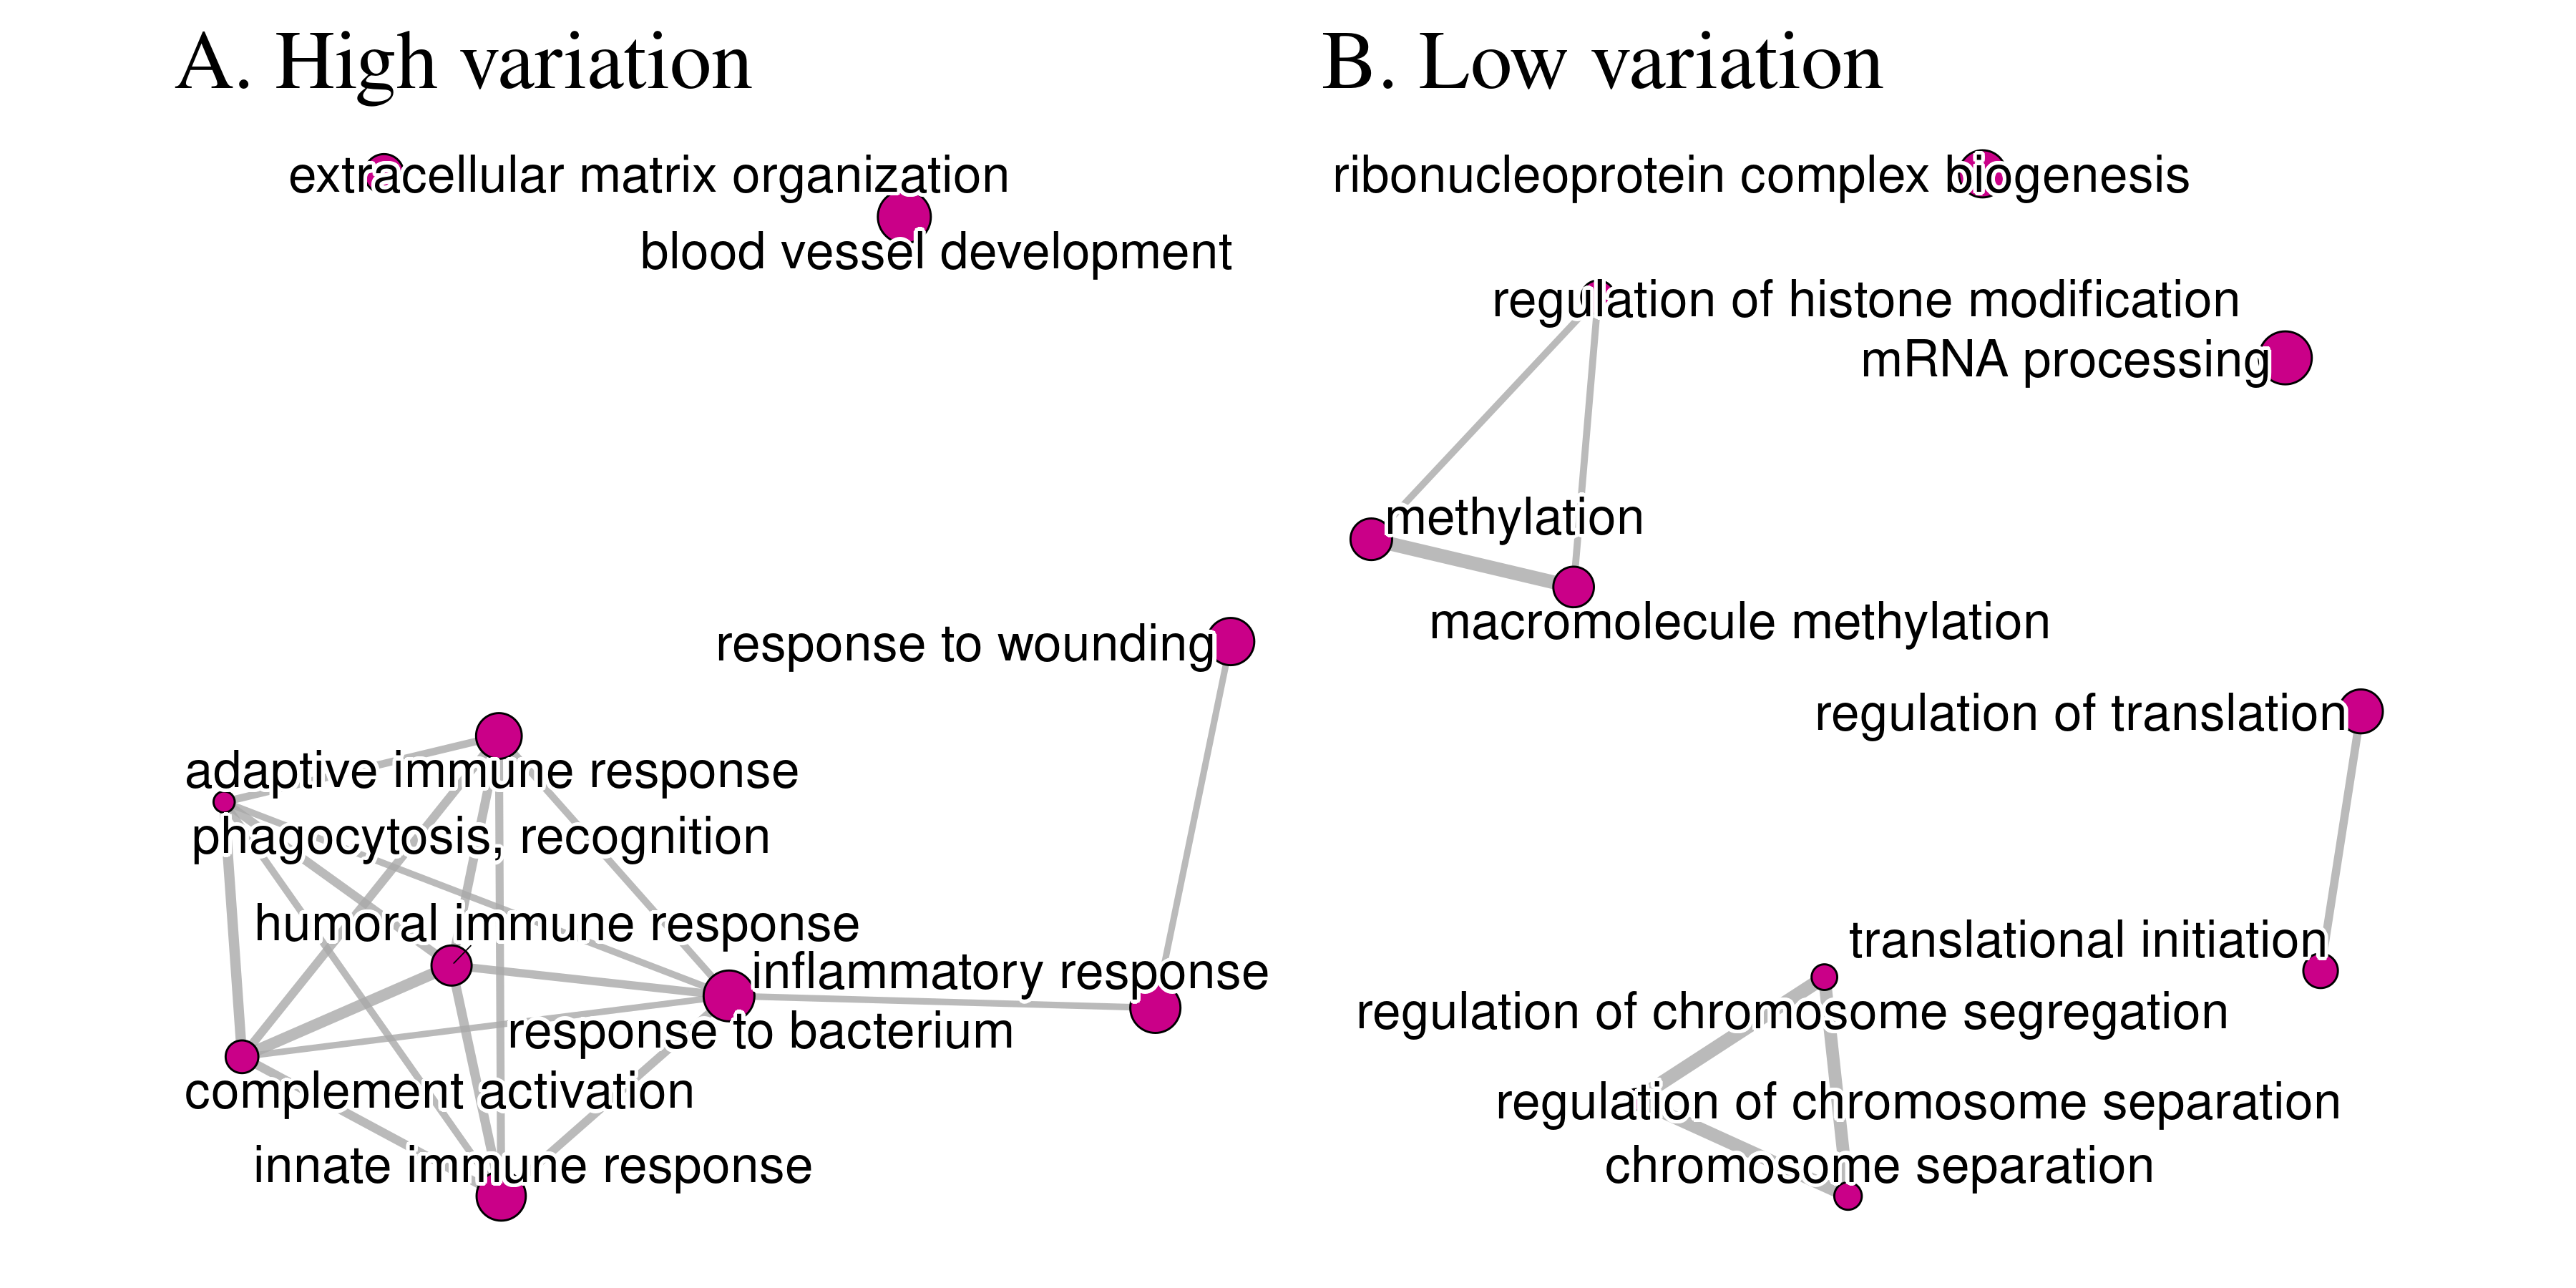 A. High variation
extracellular matrix organization
blood vessel development
response to wounding
adaptive immune response
phagocytosis, recognition
humoral immune response
inflammatory response
response to bacterium
complement activation
innate immune response
B. Low variation
ribonucleoprotein complex biogenesis
regulation of histone modification
mRNA processing
methylation
macromolecule methylation
regulation of translation
translational initiation
regulation of chromosome segregation
regulation of chromosome separation
chromosome separation